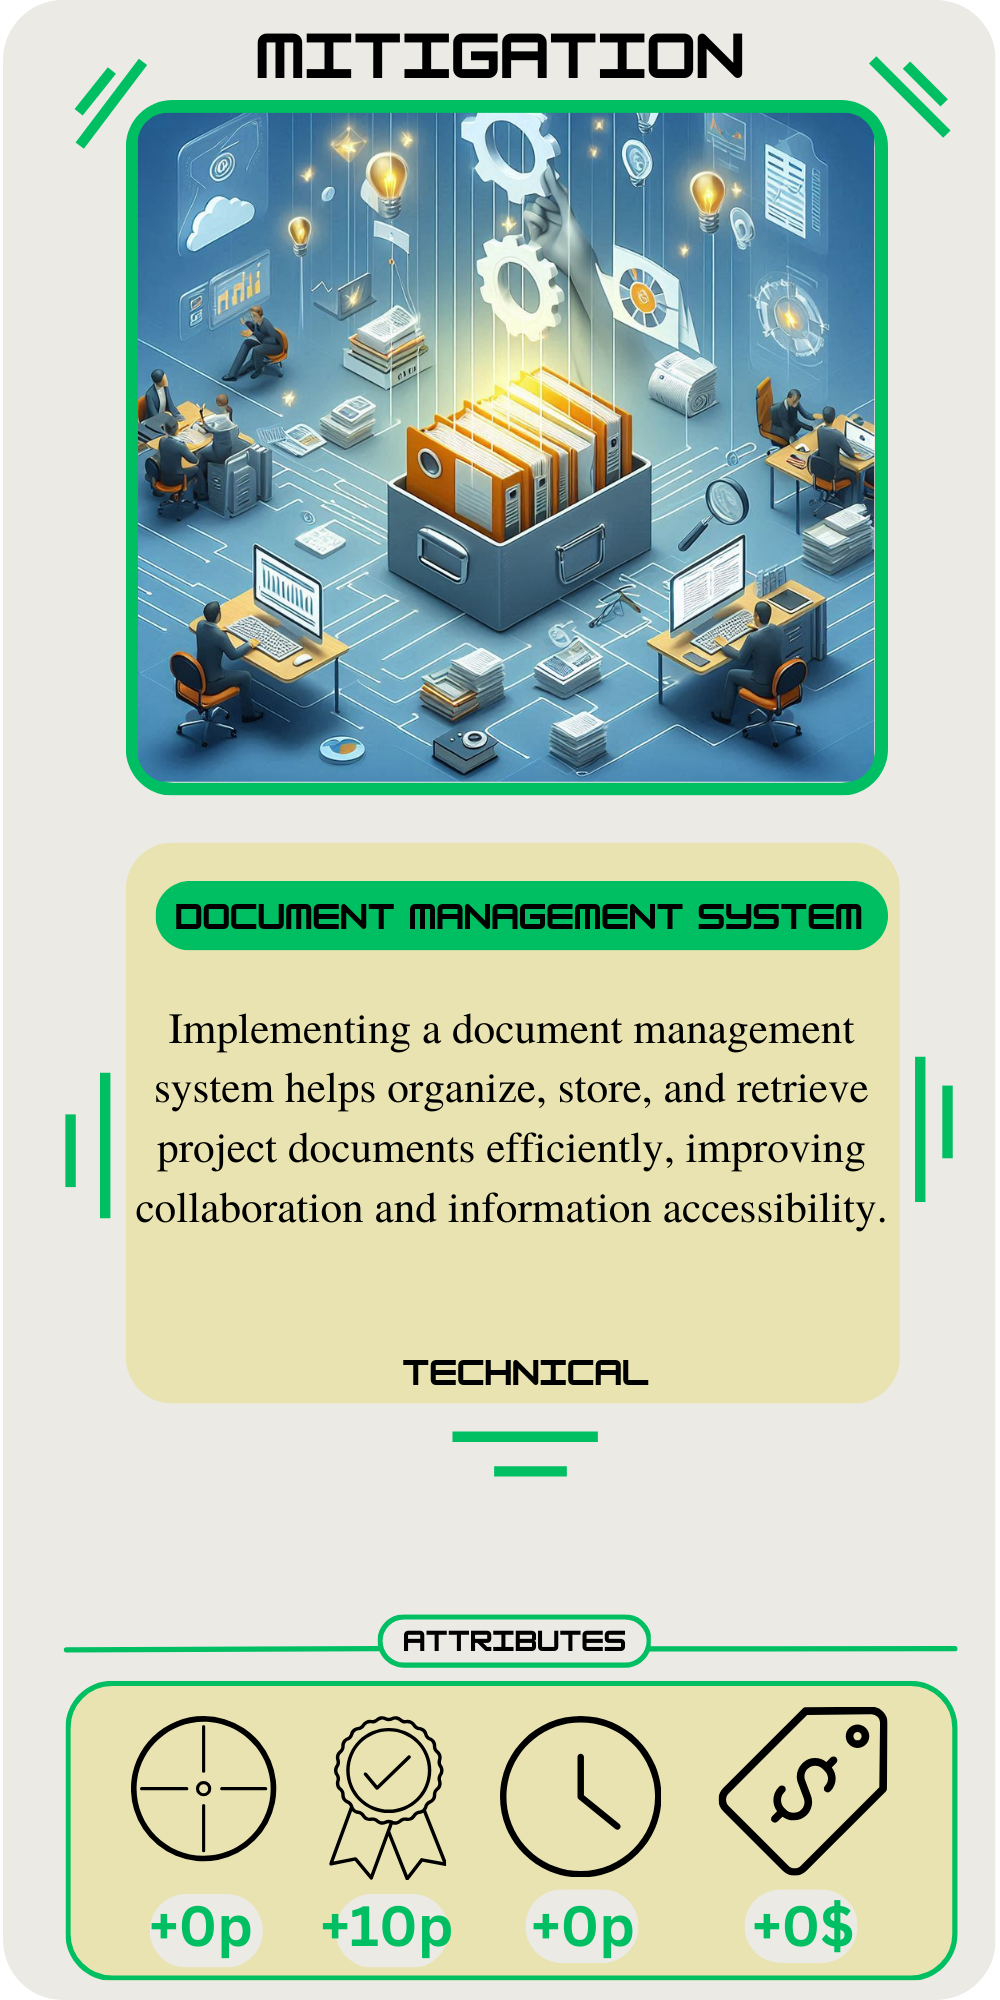 MITIGATION
DOCUMENT MANAGEMENT SYSTEM
Implementing a document management
system helps organize, store, and retrieve
project documents efficiently, improving
collaboration and information accessibility.
TECHNICAL
ATTRIBUTES
+0p +10p +0p +0$